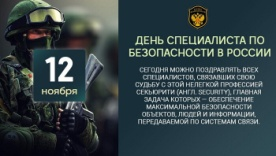 12
ноября
ДЕНЬ СПЕЦИАЛИСТА ПО
БЕЗОПАСНОСТИ В РОССИИ
СЕГОДНЯ МОЖНО ПОЗДРАВЛЯТЬ ВСЕХ
СПЕЦИАЛИСТОВ, СВЯЗАВШИХ СВОЮ
СУДЬБУ С ЭТОЙ НЕЛЕГКОЙ ПРОФЕССИЕЙ
СЕКЬЮРИТИ (АНГЛ. SECURITY), ГЛАВНАЯ
ЗАДАЧА КОТОРЫХ — ОБЕСПЕЧЕНИЕ
МАКСИМАЛЬНОЙ БЕЗОПАСНОСТИ
ОБЪЕКТОВ, ЛЮДЕЙ И ИНФОРМАЦИИ,
ПЕРЕДАВАЕМОЙ ПО СИСТЕМАМ СВЯЗИ.